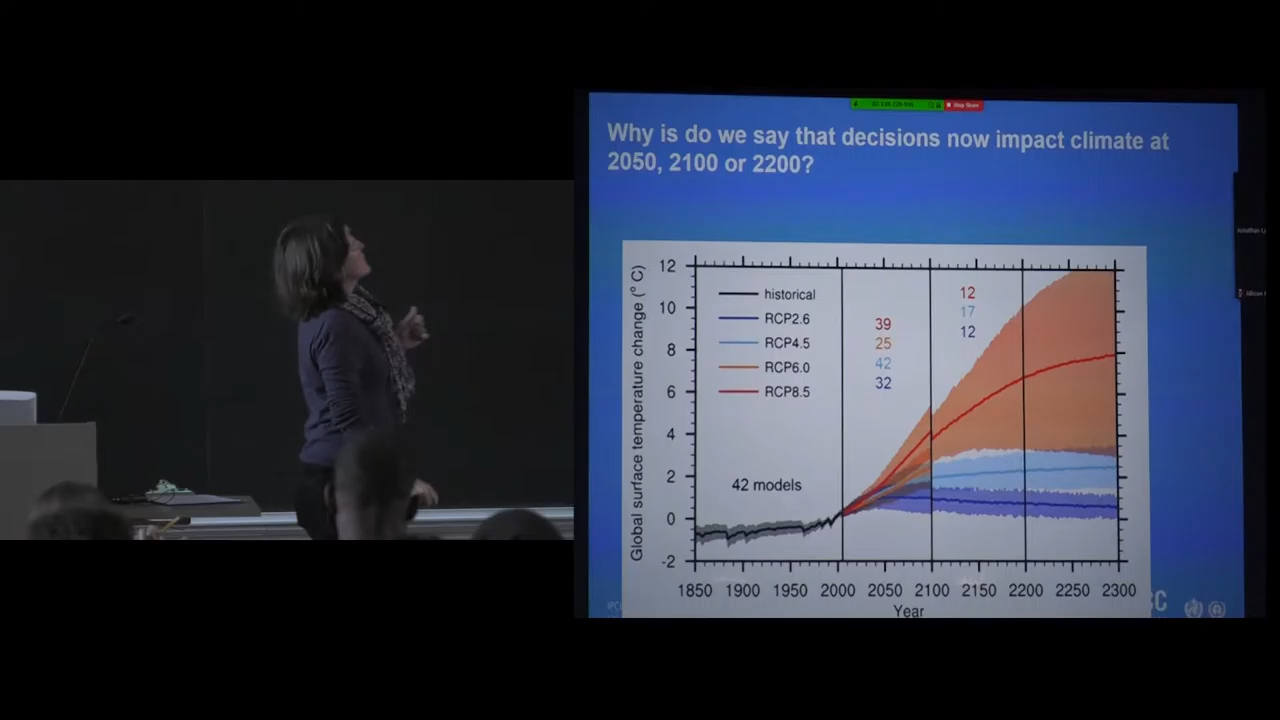 Stop Share
Why is do we say that decisions now impact climate at
2050, 2100 or 2200?
Global surface temperature change (° C)
12
10
8
6
4
2
0
-2
historical
RCP2.6
RCP4.5
RCP6.0
RCP8.5
39
25
42
32
12
17
12
42 models
1850 1900 1950 2000 2050 2100 2150 2200 2250 2300
Year